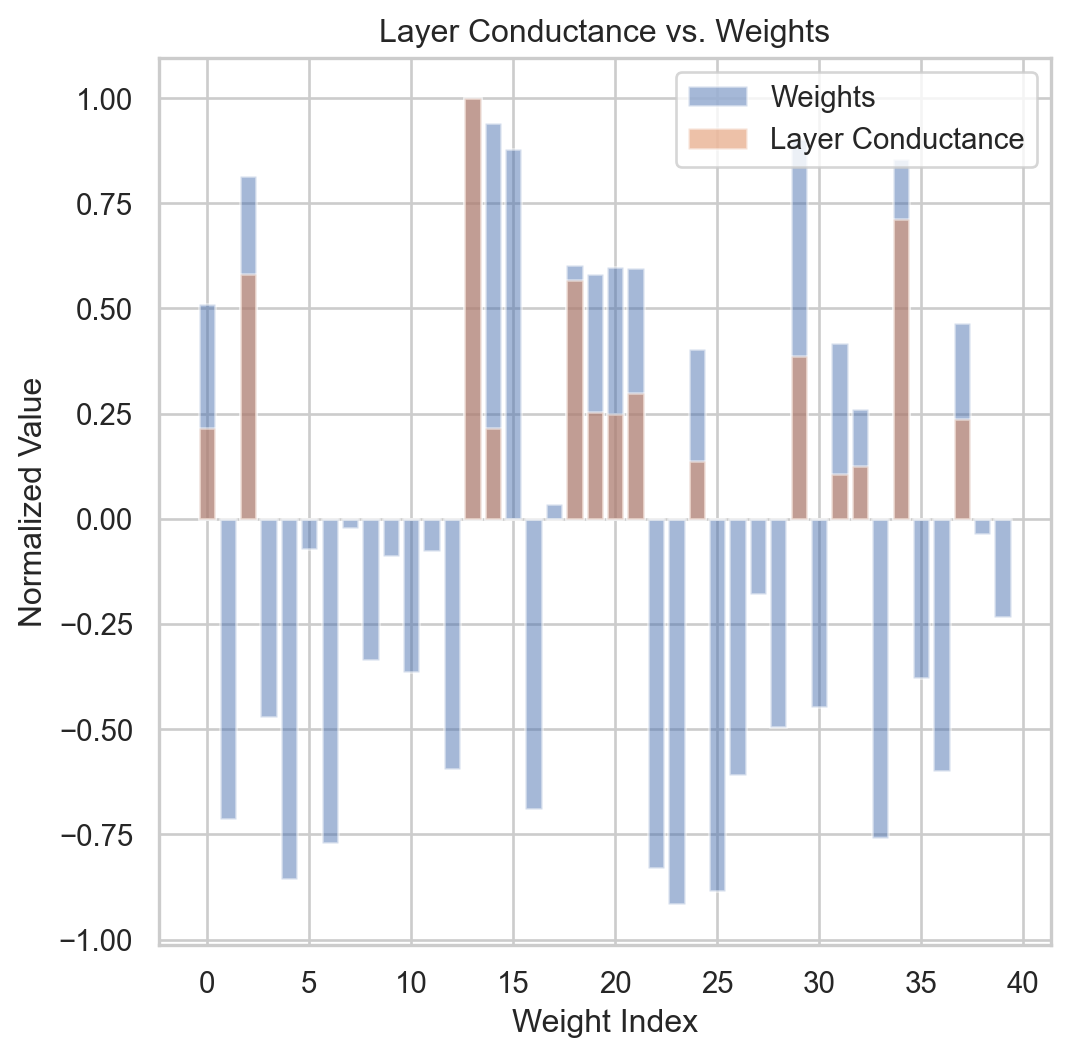 Layer Conductance vs. Weights
Weights
Layer Conductance
1.00
0.75
0.50
0.25
0.00
−0.25
−0.50
−0.75
−1.00
Normalized Value
0 5 10 15 20 25 30 35 40
Weight Index